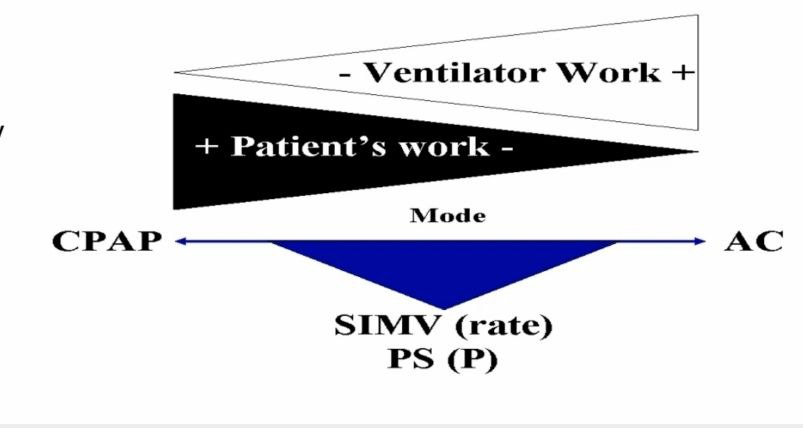 - Ventilator Work +
+ Patient’s work -
Mode
CPAP
AC
SIMV (rate)
PS (P)